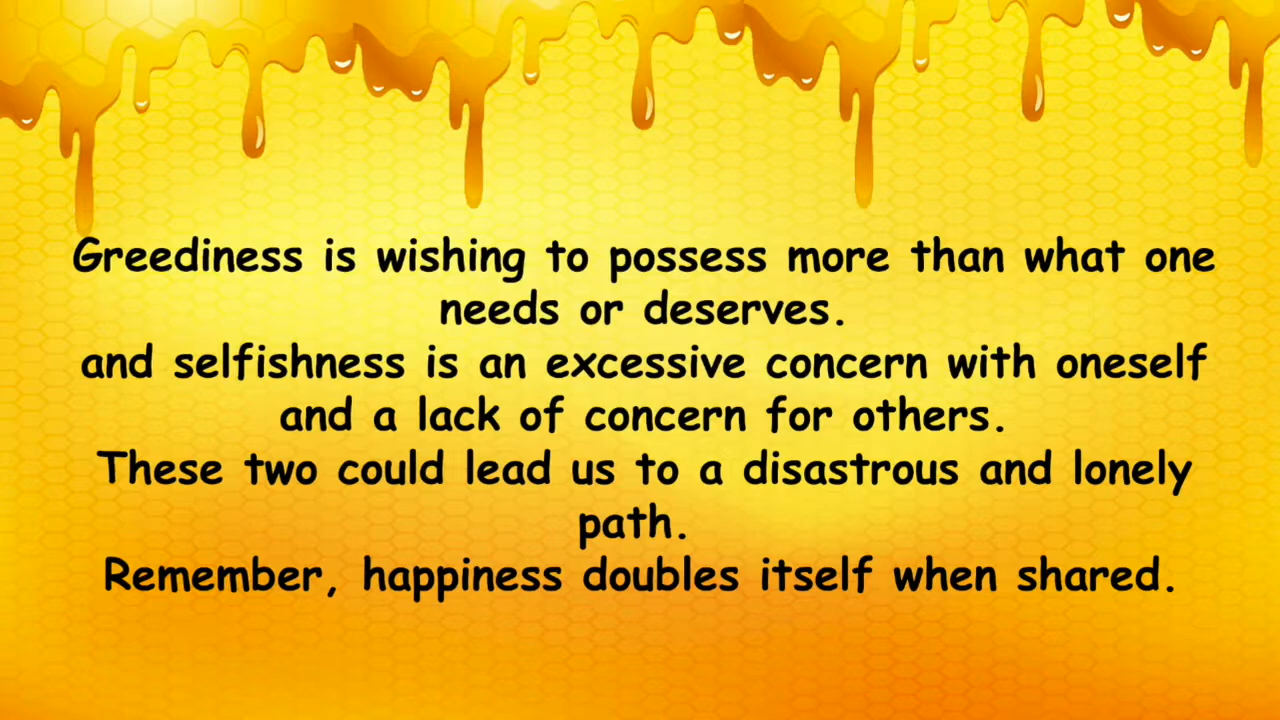 Greediness is wishing to possess more than what one
needs or deserves.
and selfishness is an excessive concern with oneself
and a lack of concern for others.
These two could lead us to a disastrous and lonely
path.
Remember, happiness doubles itself when shared.